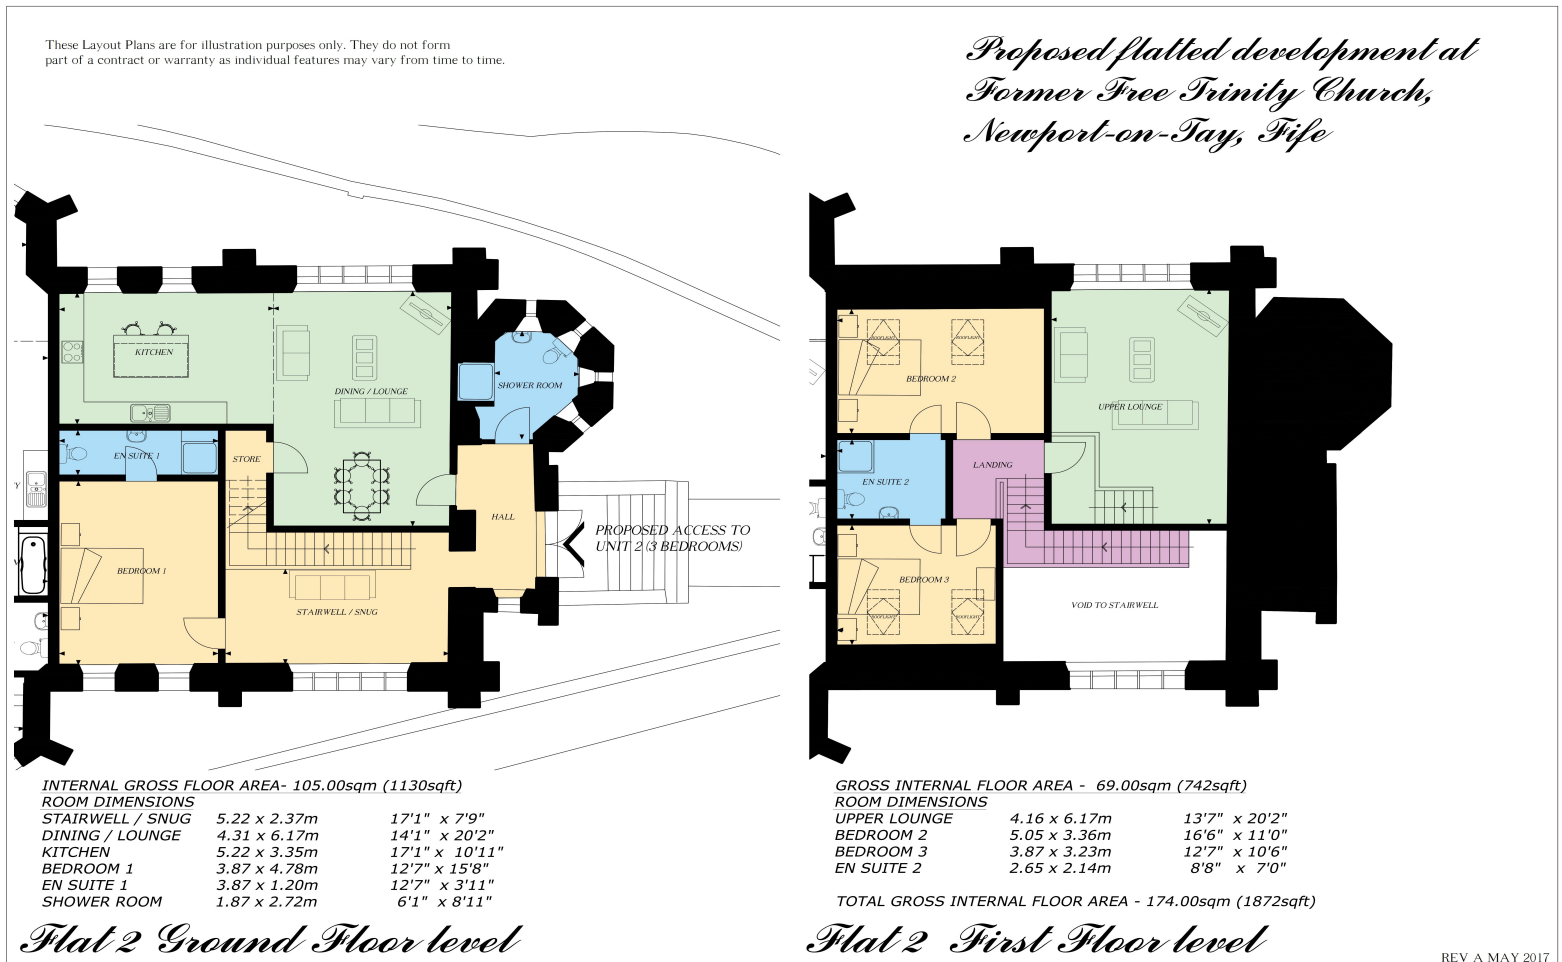 These Layout Plans are for illustration purposes only. They do not form
part of a contract or warranty as individual features may vary from time to time.
Proposed flatted development at
Former Free Trinity Church,
Newport-on-Tay, Fife
KITCHEN
DINING / LOUNGE
SHOWER ROOM
EN SUITE 1
STORE
HALL
PROPOSED ACCESS TO
UNIT 2 (3 BEDROOMS)
BEDROOM 1
STAIRWELL / SNUG
ROOFLIGHT
ROOFLIGHT
BEDROOM 2
UPPER LOUNGE
LANDING
EN SUITE 2
BEDROOM 3
ROOFLIGHT
ROOFLIGHT
VOID TO STAIRWELL
INTERNAL GROSS FLOOR AREA- 105.00sqm (1130sqft)
ROOM DIMENSIONS
STAIRWELL / SNUG 5.22 x 2.37m 17'1" x 7'9"
DINING / LOUNGE 4.31 x 6.17m 14'1" x 20'2"
KITCHEN 5.22 x 3.35m 17'1" x 10'11"
BEDROOM 1 3.87 x 4.78m 12'7" x 15'8"
EN SUITE 1 3.87 x 1.20m 12'7" x 3'11"
SHOWER ROOM 1.87 x 2.72m 6'1" x 8'11"
Flat 2 Ground Floor level
GROSS INTERNAL FLOOR AREA - 69.00sqm (742sqft)
ROOM DIMENSIONS
UPPER LOUNGE 4.16 x 6.17m 13'7" x 20'2"
BEDROOM 2 5.05 x 3.36m 16'6" x 11'0"
BEDROOM 3 3.87 x 3.23m 12'7" x 10'6"
EN SUITE 2 2.65 x 2.14m 8'8" x 7'0"
TOTAL GROSS INTERNAL FLOOR AREA - 174.00sqm (1872sqft)
Flat 2 First Floor level
REV A MAY 2017